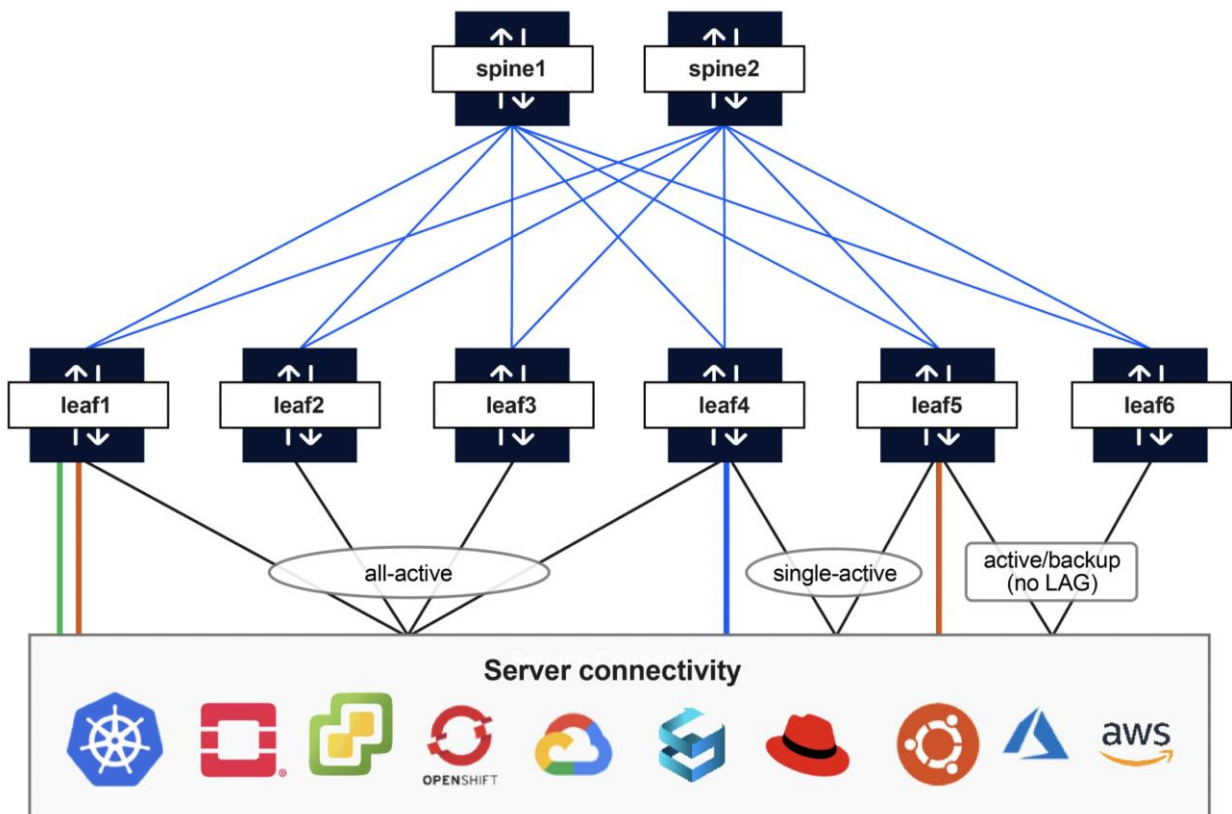 spine1
spine2
leaf1
leaf2
leaf3
leaf4
leaf5
leaf6
all-active
single-active
active/backup
(no LAG)
Server connectivity
OPENSHIFT
aws